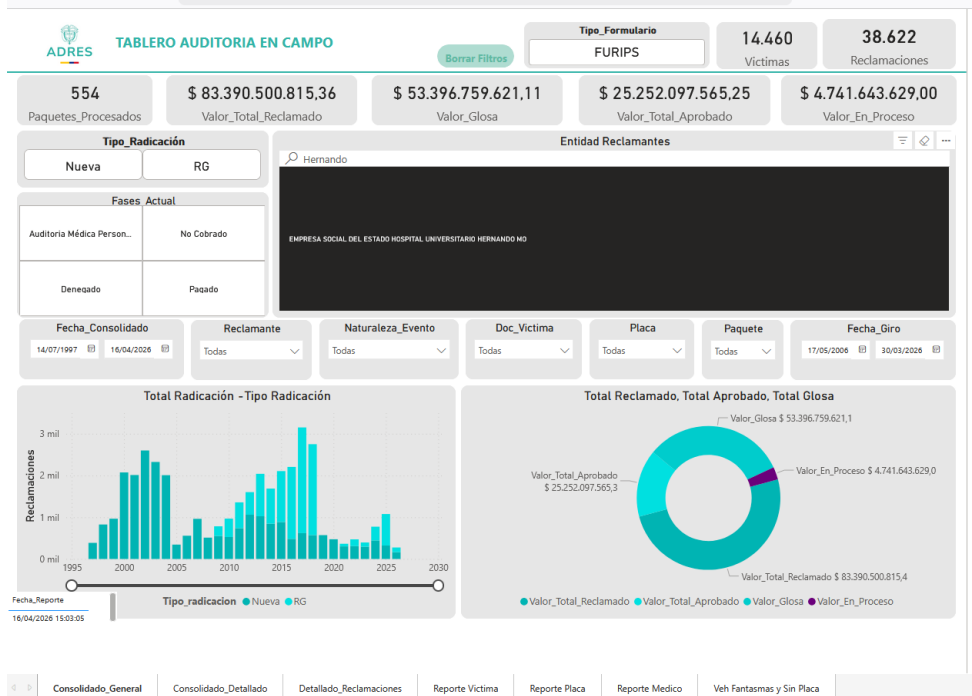 ADRES
TABLERO AUDITORIA EN CAMPO
Borrar Filtros
Tipo_Formulario
FURIPS
14.460
Victimas
38.622
Reclamaciones
554
Paquetes_Procesados
$ 83.390.500.815,36
Valor_Total_Reclamado
$ 53.396.759.621,11
Valor_Glosa
$ 25.252.097.565,25
Valor_Total_Aprobado
$ 4.741.643.629,00
Valor_En_Proceso
Tipo_Radicación
Nueva
RG
Entidad Reclamantes
Hernando
EMPRESA SOCIAL DEL ESTADO HOSPITAL UNIVERSITARIO HERNANDO MO
Fases_Actual
Auditoria Médica Person...
No Cobrado
Denegado
Pagado
Fecha_Consolidado
14/07/1997
16/04/2026
Reclamante
Todas
Naturaleza_Evento
Todas
Doc_Victima
Todas
Placa
Todas
Paquete
Todas
Fecha_Giro
17/05/2006
30/03/2026
Total Radicación - Tipo Radicación
Reclamaciones
3 mil
2 mil
1 mil
0 mil
1995
2000
2005
2010
2015
2020
2025
2030
Tipo_radicacion
Nueva
RG
Fecha_Reporte
16/04/2026 15:03:05
Total Reclamado, Total Aprobado, Total Glosa
Valor_Glosa $ 53.396.759.621,1
Valor_En_Proceso $ 4.741.643.629,0
Valor_Total_Aprobado
$ 25.252.097.565,3
Valor_Total_Reclamado $ 83.390.500.815,4
Valor_Total_Reclamado
Valor_Total_Aprobado
Valor_Glosa
Valor_En_Proceso
Consolidado_General
Consolidado_Detallado
Detallado_Reclamaciones
Reporte Victima
Reporte Placa
Reporte Medico
Veh Fantasmas y Sin Placa